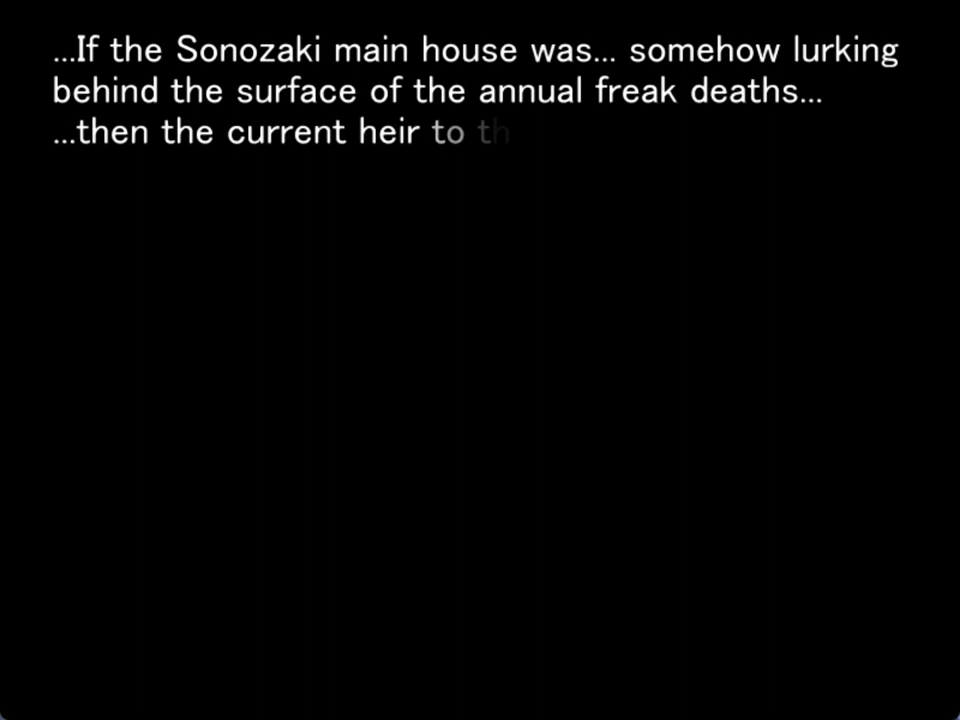 ...If the Sonozaki main house was... somehow lurking
behind the surface of the annual freak deaths...
...then the current heir to th